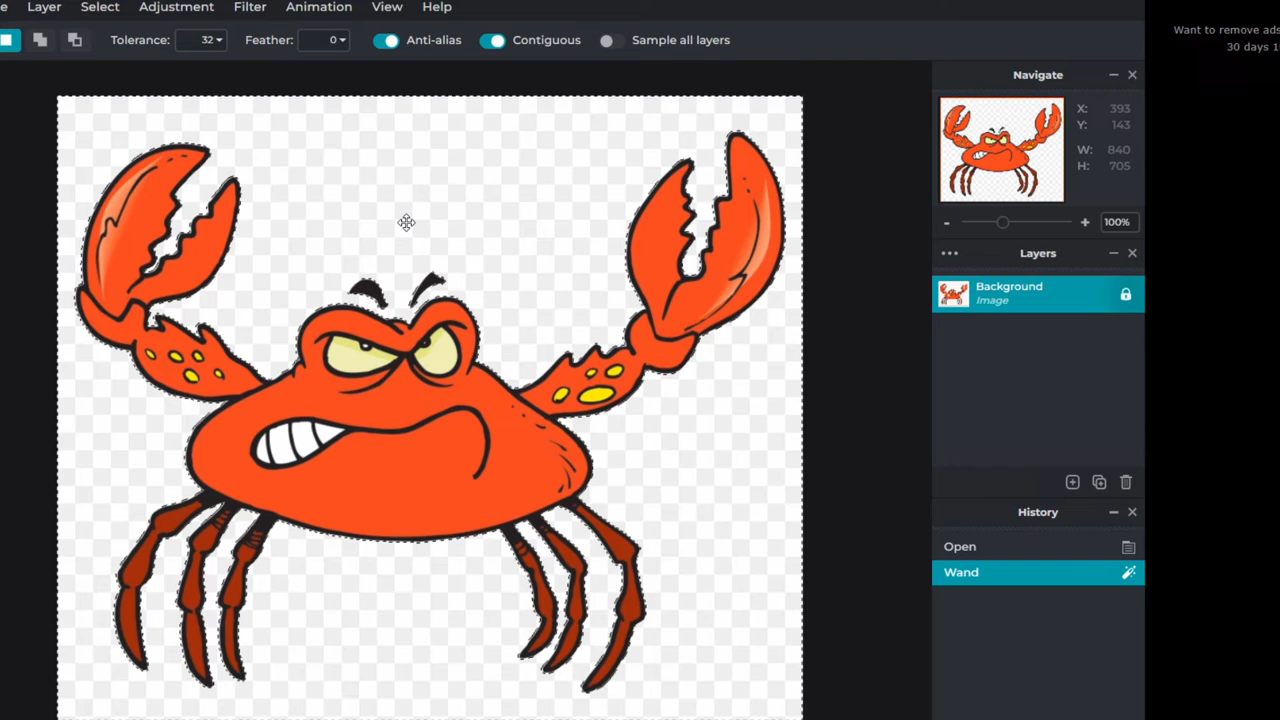 Layer Select Adjustment Filter Animation View Help
Tolerance: 32 Feather: 0 Anti-alias Contiguous Sample all layers
Want to remove ads
30 days
Navigate
X: 393
Y: 143
W: 840
H: 705
- + 100%
Layers
Background
Image
History
Open
Wand